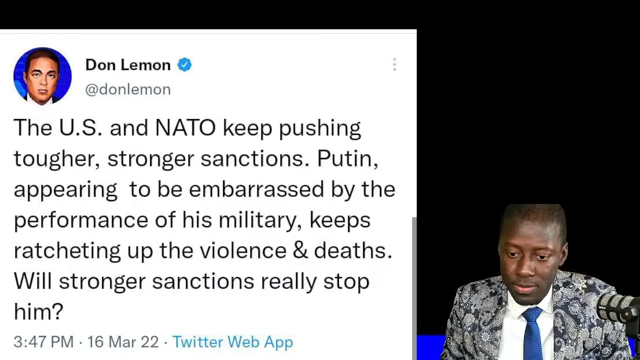 Don Lemon
@donlemon
The U.S. and NATO keep pushing
tougher, stronger sanctions. Putin,
appearing to be embarrassed by the
performance of his military, keeps
ratcheting up the violence & deaths.
Will stronger sanctions really stop
him?
3:47 PM · 16 Mar 22 · Twitter Web App